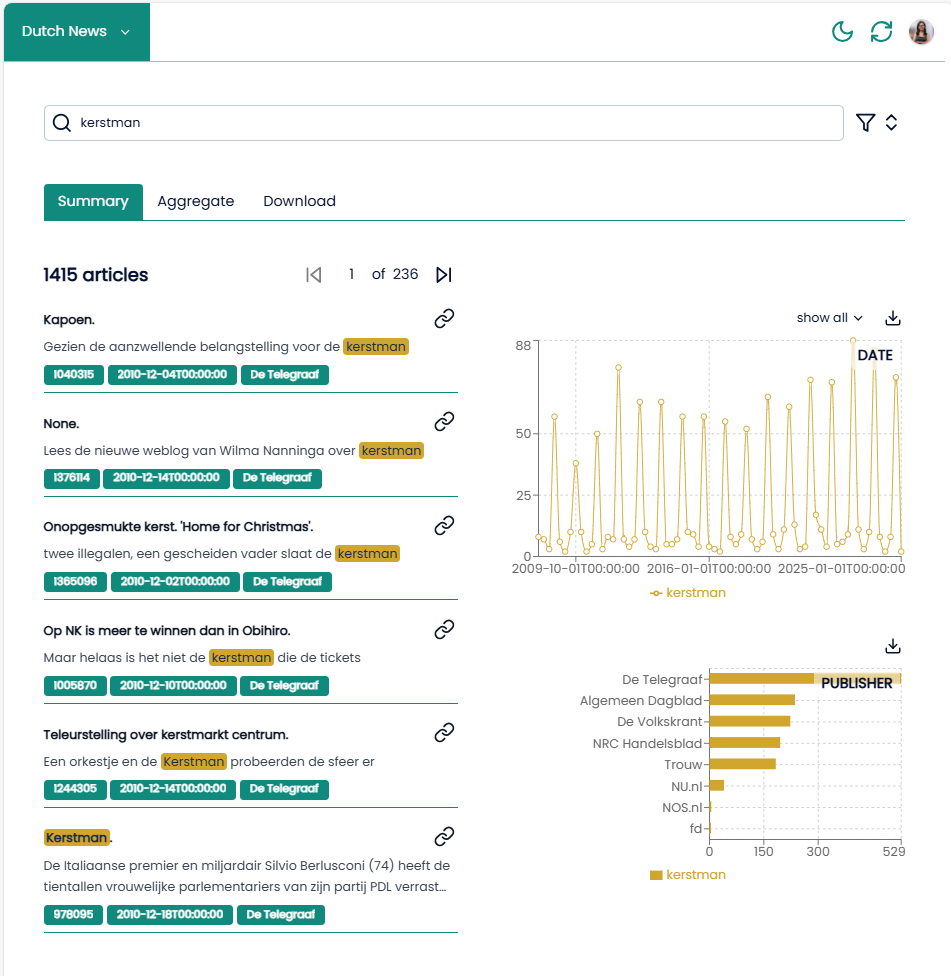 Dutch News
kerstman
Summary Aggregate Download
1415 articles 1 of 236
Kapoen.
Gezien de aanzwellende belangstelling voor de kerstman
1040315 2010-12-04T00:00:00 De Telegraaf
None.
Lees de nieuwe weblog van Wilma Nanninga over kerstman
1376114 2010-12-14T00:00:00 De Telegraaf
Onopgesmukte kerst. 'Home for Christmas'.
twee illegalen, een gescheiden vader slaat de kerstman
1365096 2010-12-02T00:00:00 De Telegraaf
Op NK is meer te winnen dan in Obihiro.
Maar helaas is het niet de kerstman die de tickets
1005870 2010-12-10T00:00:00 De Telegraaf
Teleurstelling over kerstmarkt centrum.
Een orkestje en de Kerstman probeerden de sfeer er
1244305 2010-12-14T00:00:00 De Telegraaf
Kerstman.
De Italiaanse premier en miljardair Silvio Berlusconi (74) heeft de
tientallen vrouwelijke parlementariers van zijn partij PDL verrast...
978095 2010-12-18T00:00:00 De Telegraaf
show all
88
DATE
50
25
0
2009-10-01T00:00:00 2016-01-01T00:00:00 2025-01-01T00:00:00
kerstman
De Telegraaf
PUBLISHER
Algemeen Dagblad
De Volkskrant
NRC Handelsblad
Trouw
NU.nl
NOS.nl
fd
0 150 300 529
kerstman